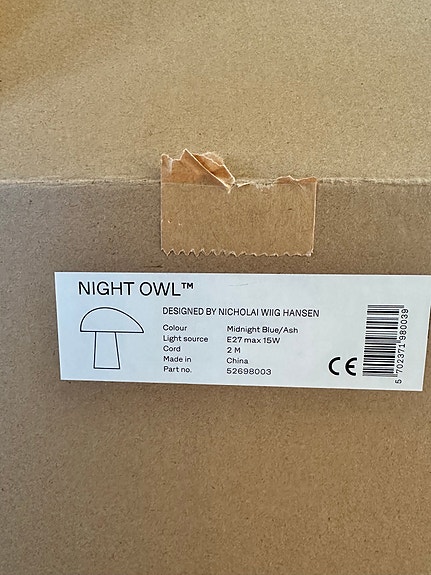 NIGHT OWL™
DESIGNED BY NICHOLAI WIIG HANSEN
Colour Midnight Blue/Ash
Light source E27 max 15W
Cord 2 M
Made in China
Part no. 52698003
CE
5 702371 980039